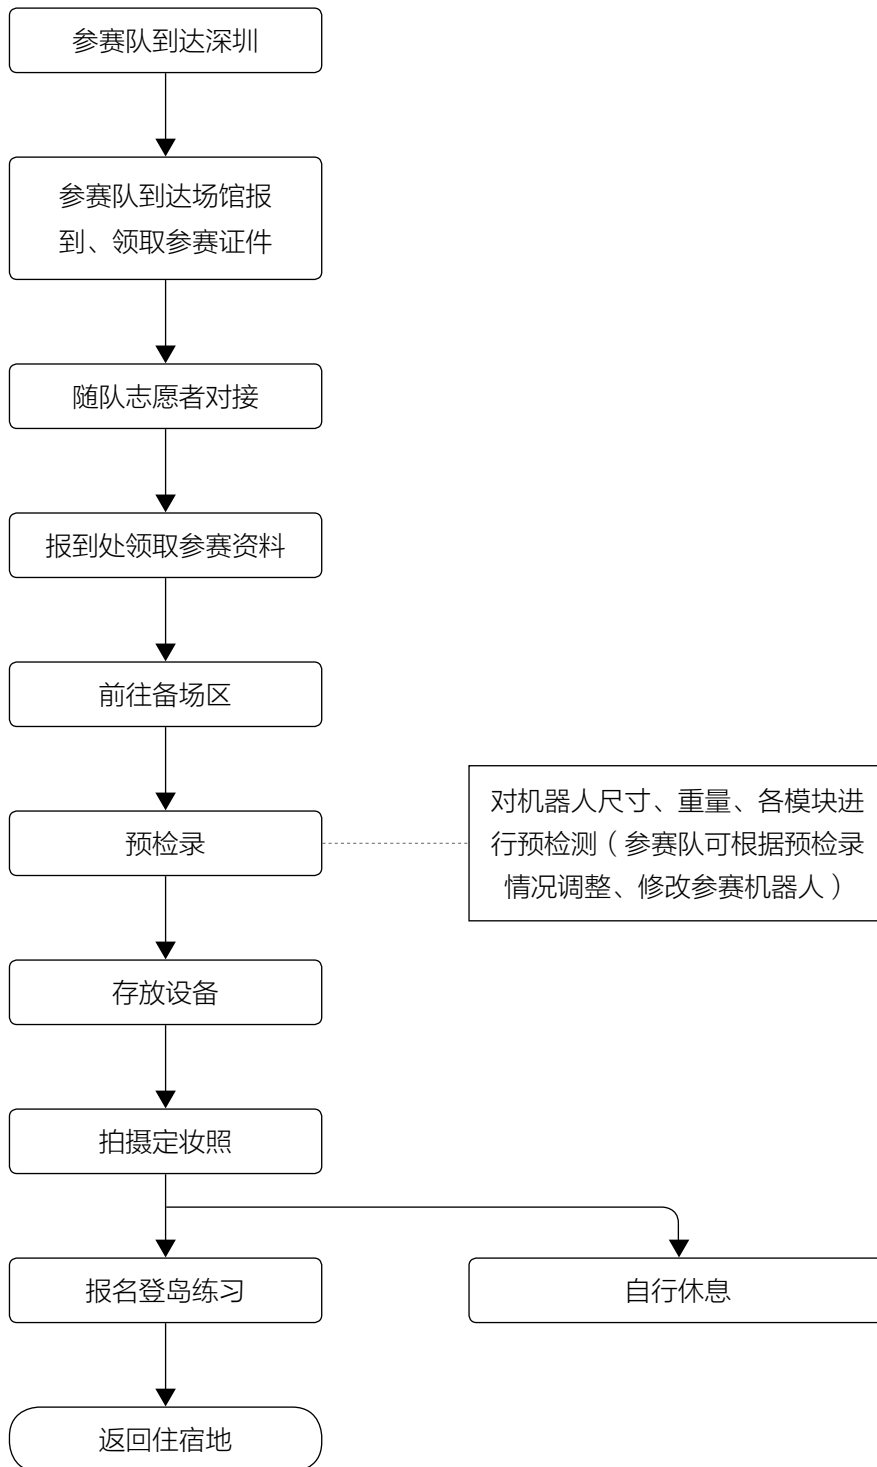 参赛队到达深圳
参赛队到达场馆报
到、领取参赛证件
随队志愿者对接
报到处领取参赛资料
前往备场区
预检录
对机器人尺寸、重量、各模块进
行预检测（参赛队可根据预检录
情况调整、修改参赛机器人）
存放设备
拍摄定妆照
报名登岛练习
自行休息
返回住宿地